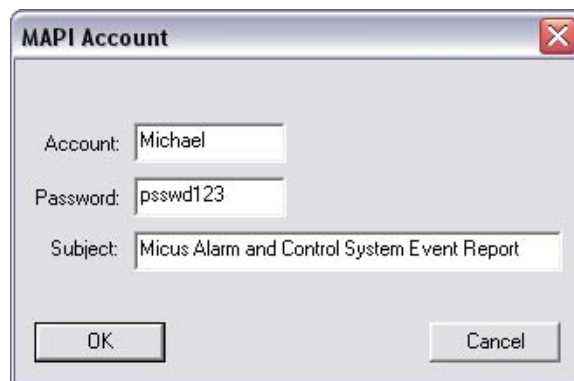 MAPI Account
Account: Michael
Password: psswd123
Subject: Micus Alarm and Control System Event Report
OK Cancel